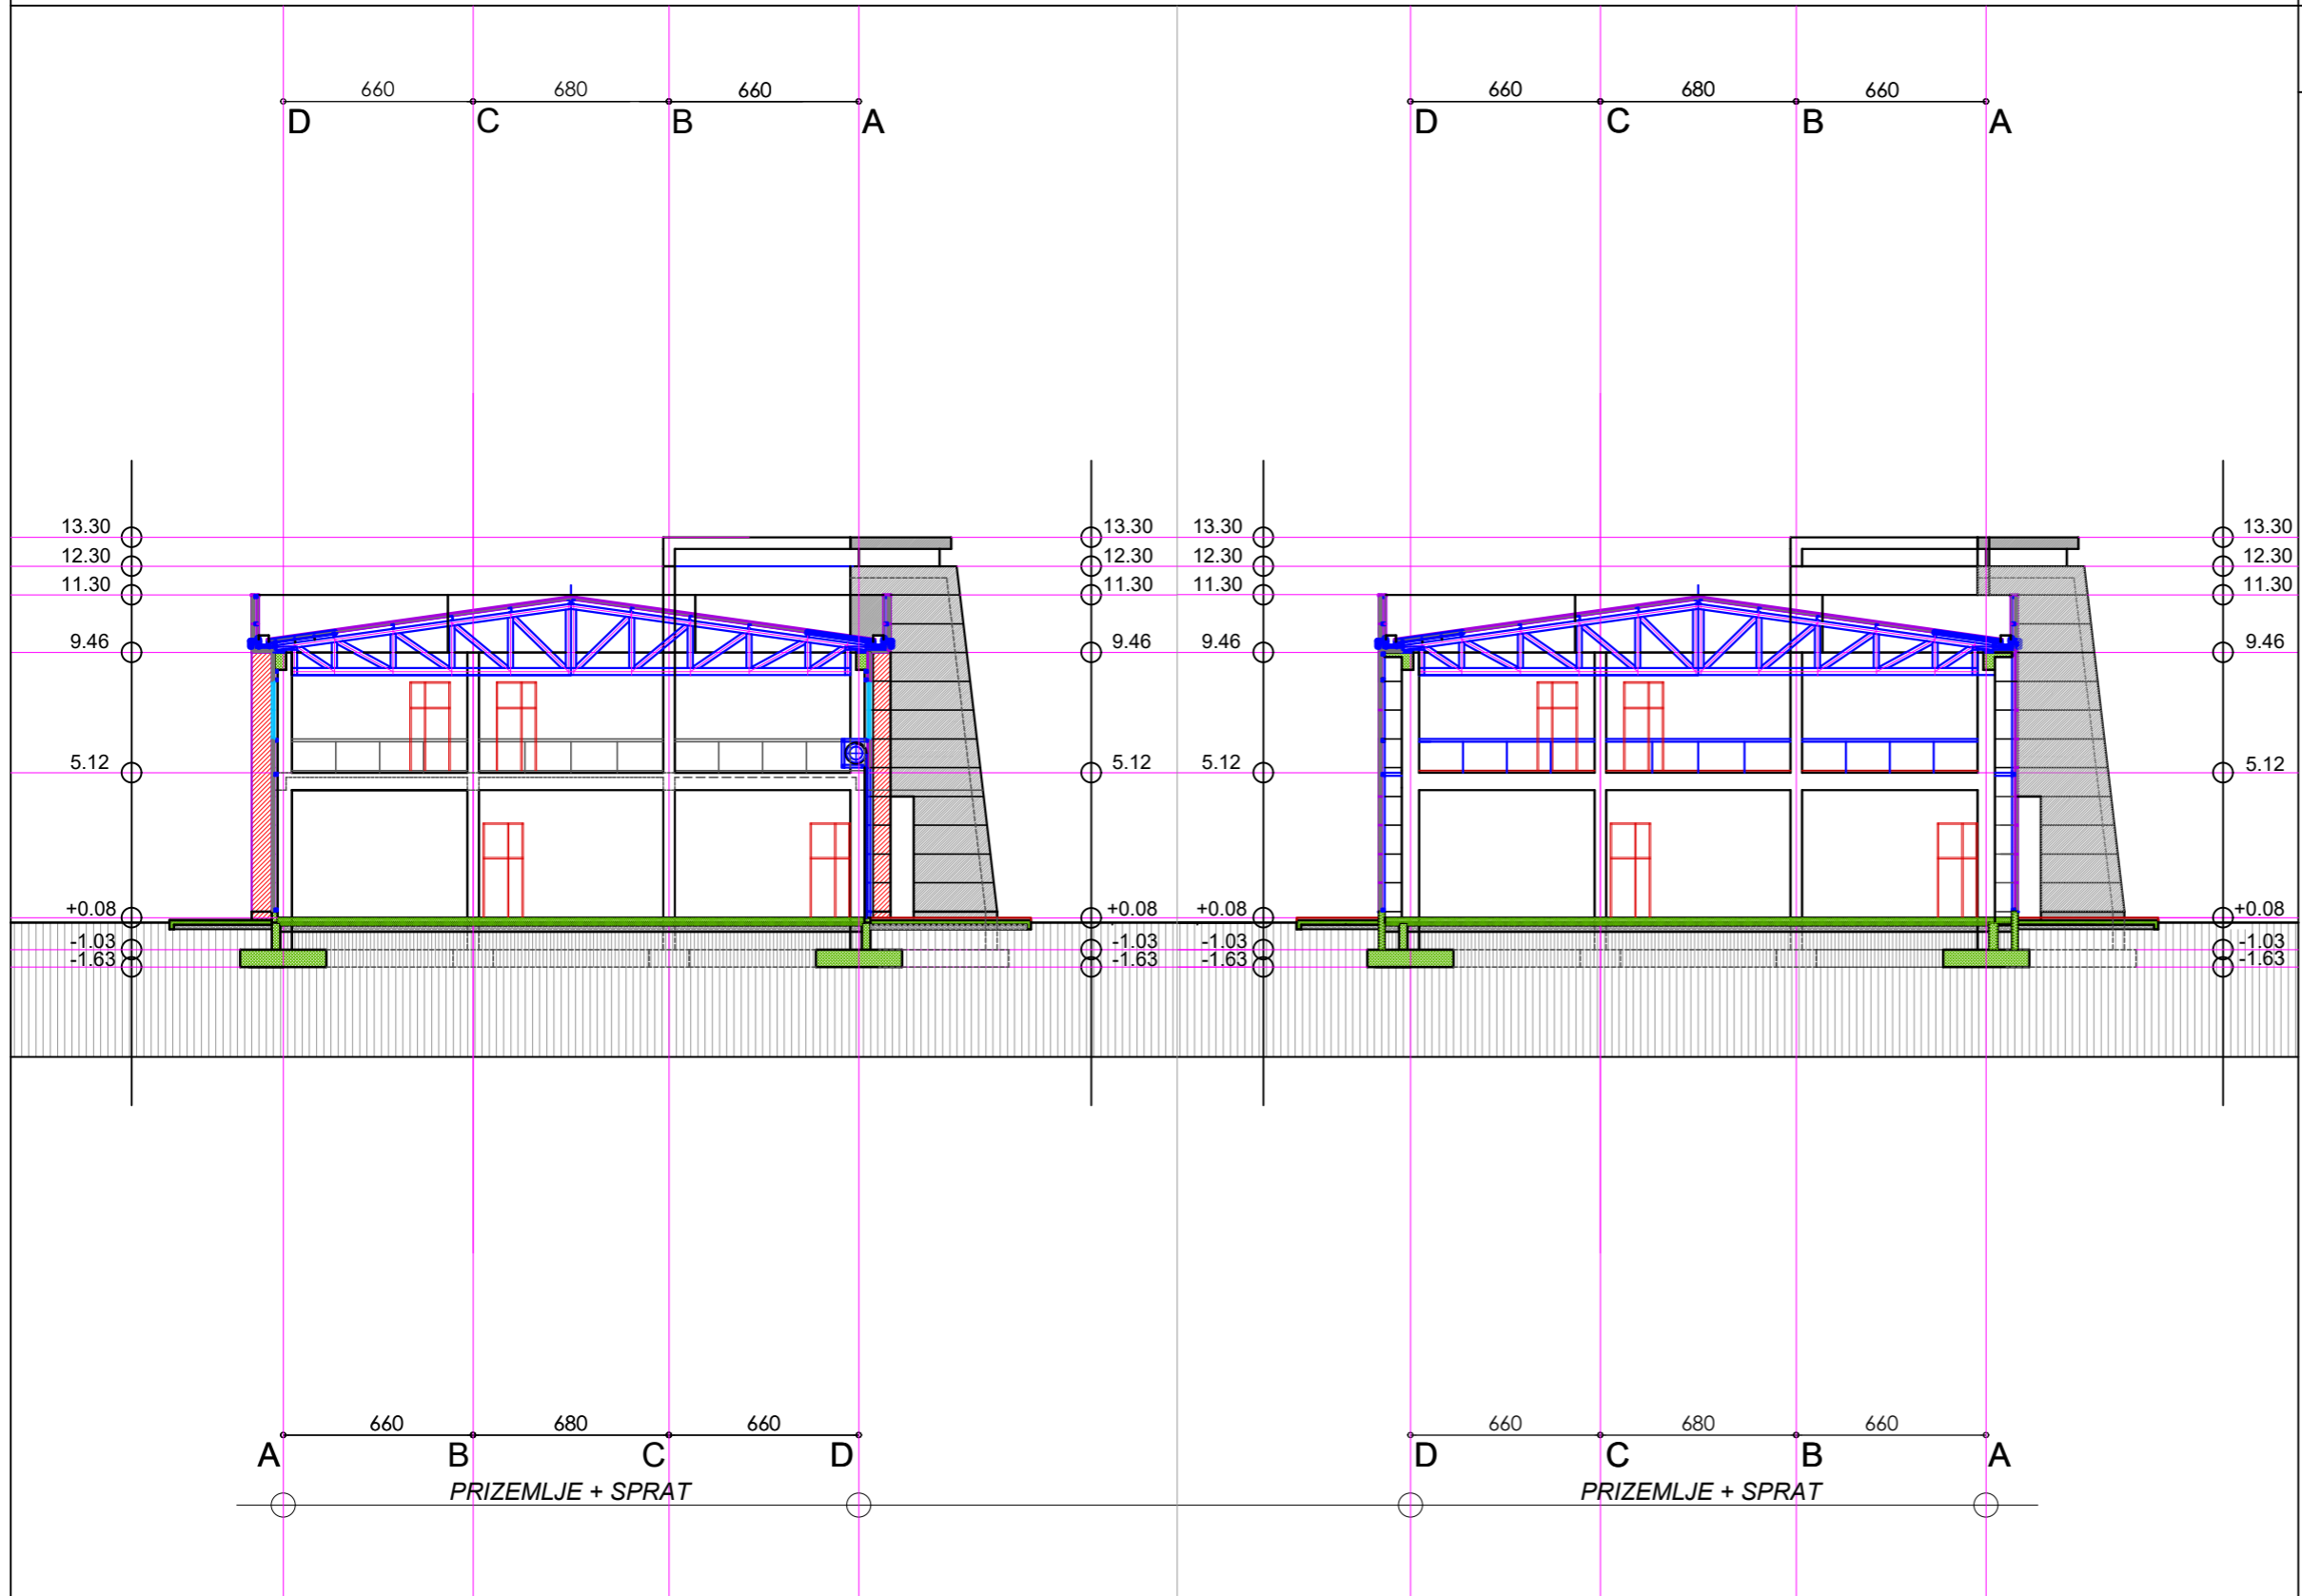 660 680 660 660 680 660
D C B A D C B A
13.30 13.30 13.30 13.30
12.30 12.30 12.30 12.30
11.30 11.30 11.30 11.30
9.46 9.46 9.46 9.46
5.12 5.12 5.12 5.12
+0.08 +0.08 +0.08 +0.08
-1.03 -1.03 -1.03 -1.03
-1.63 -1.63 -1.63 -1.63
660 680 660 660 680 660
A B C D D C B A
PRIZEMLJE + SPRAT PRIZEMLJE + SPRAT